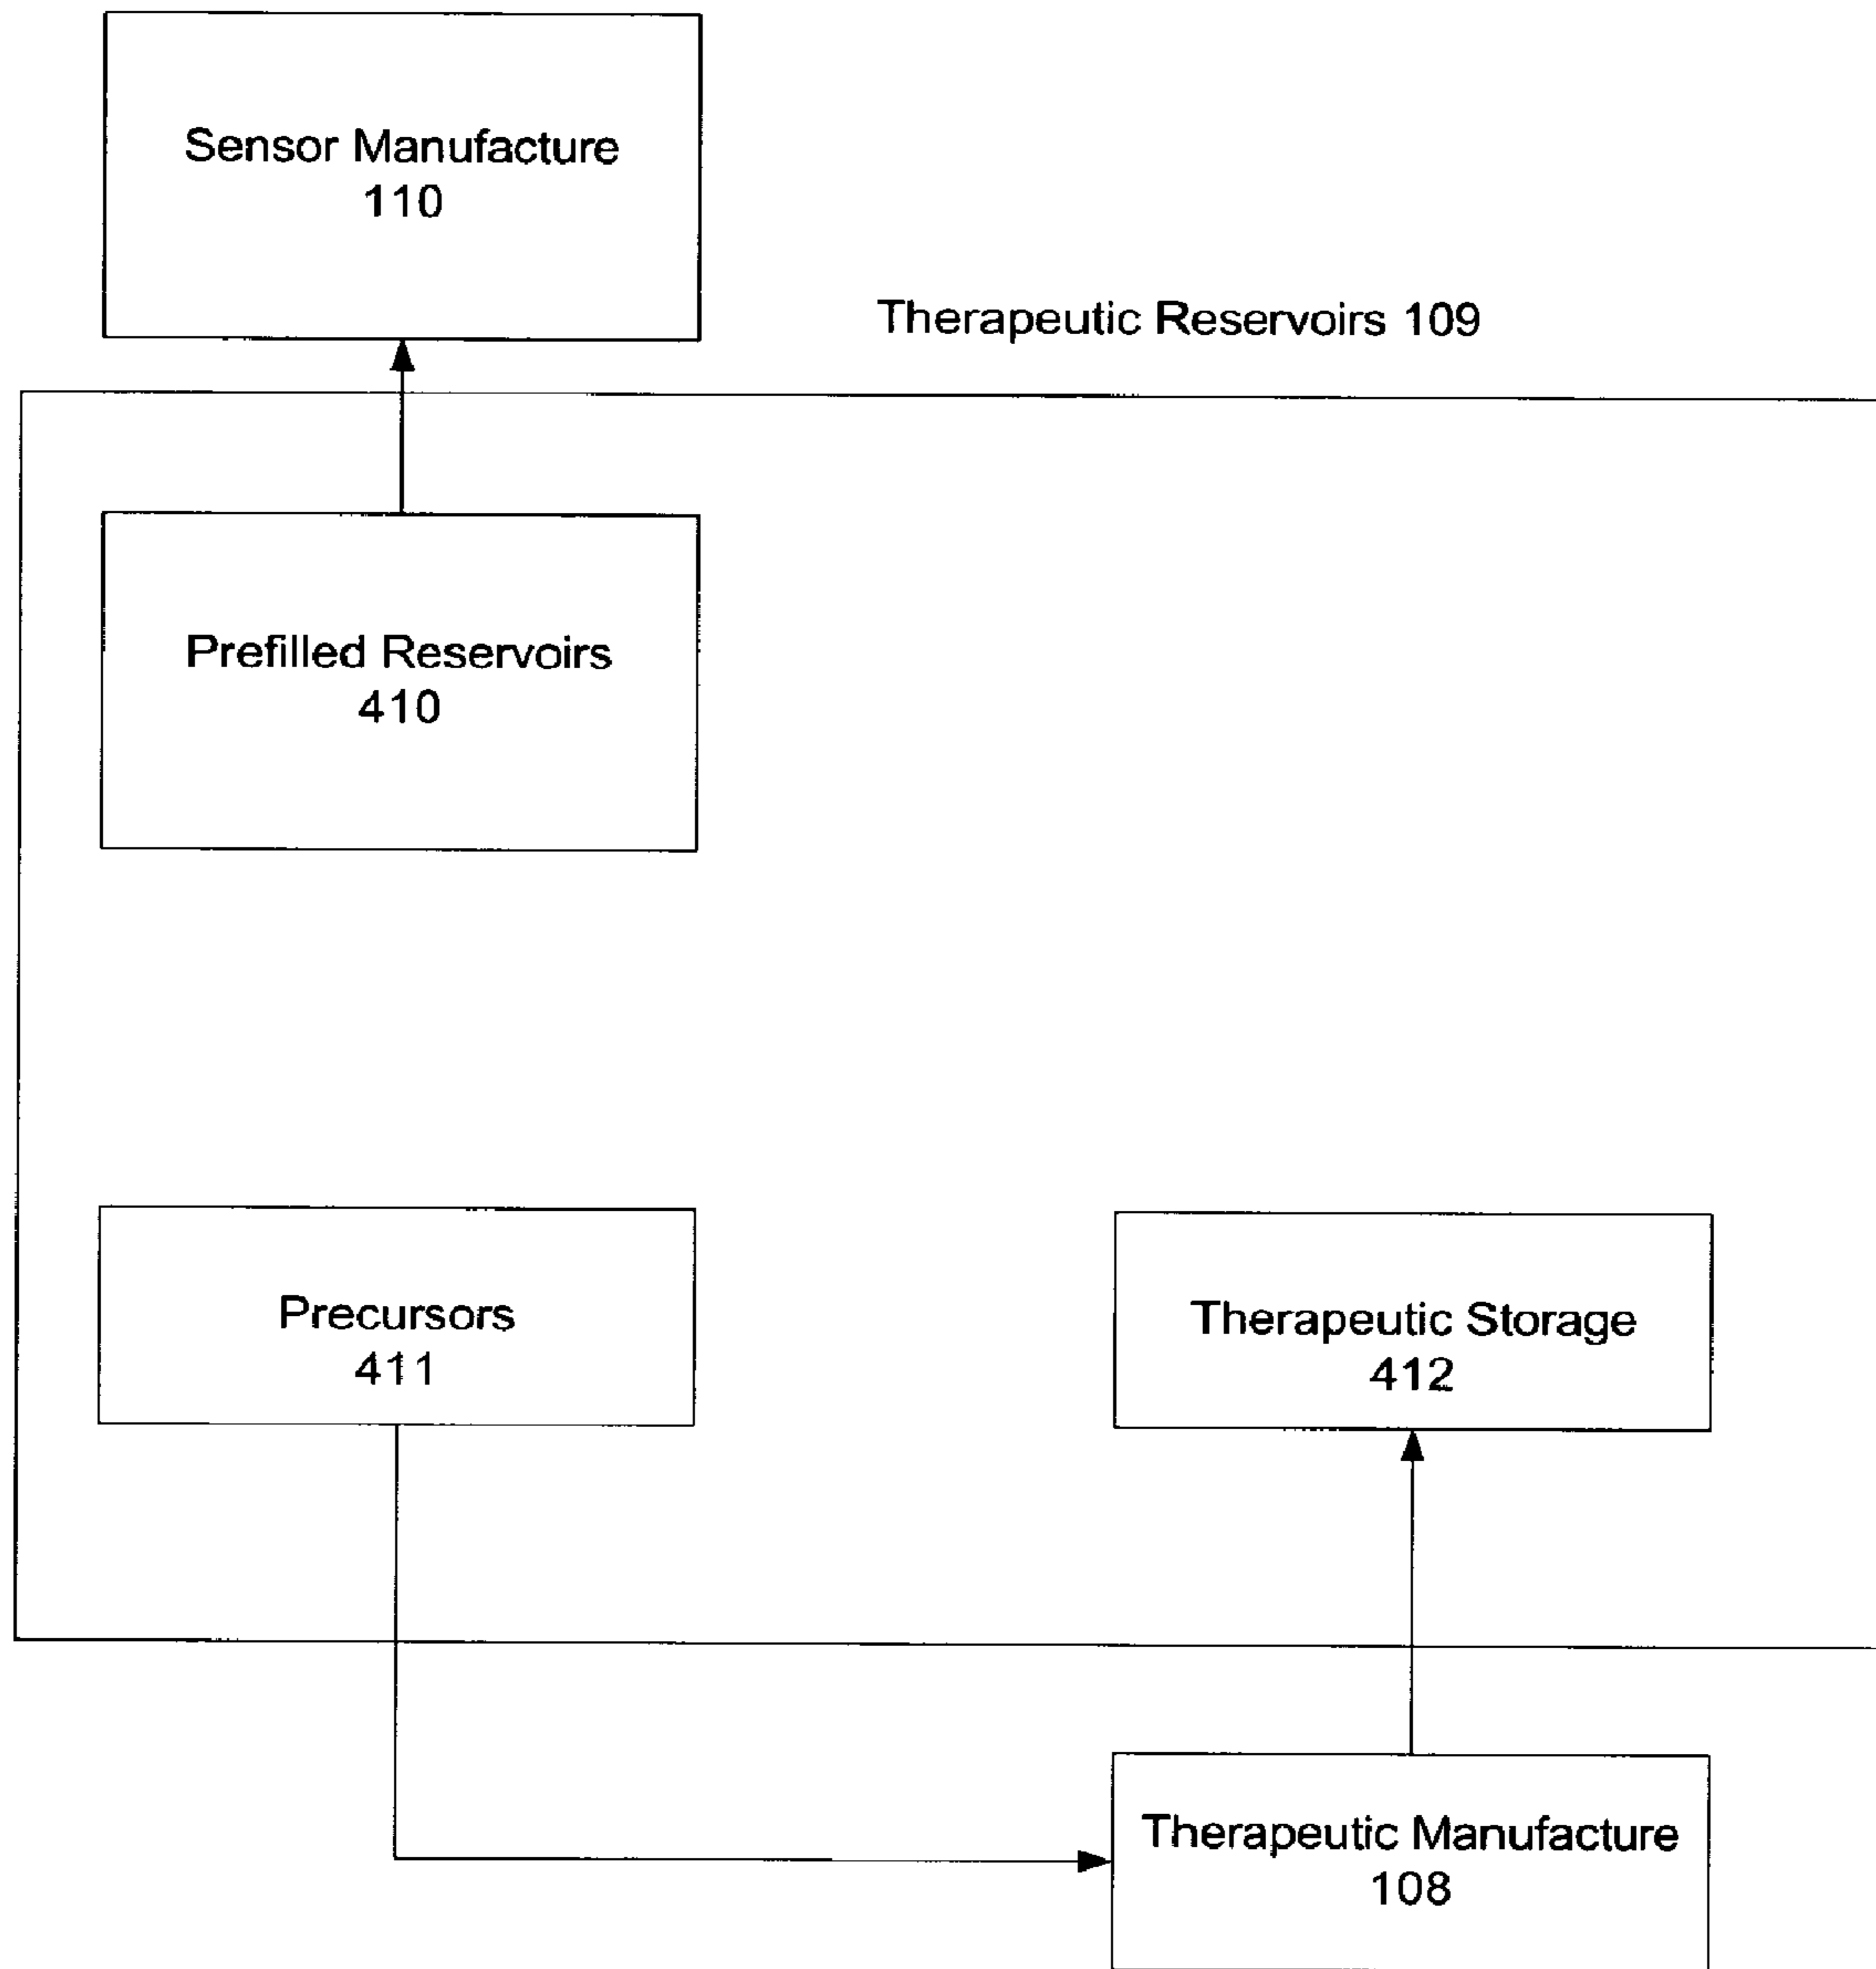 Sensor Manufacture
110
Therapeutic Reservoirs 109
Prefilled Reservoirs
410
Precursors
411
Therapeutic Storage
412
Therapeutic Manufacture
108